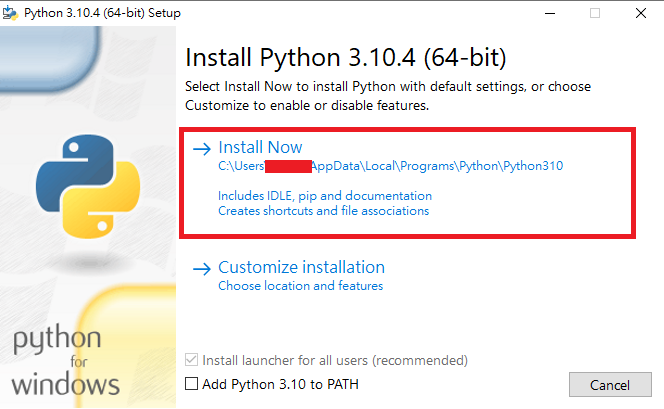 Python 3.10.4 (64-bit) Setup
Install Python 3.10.4 (64-bit)
Select Install Now to install Python with default settings, or choose
Customize to enable or disable features.
Install Now
C:\Users\AppData\Local\Programs\Python\Python310
Includes IDLE, pip and documentation
Creates shortcuts and file associations
Customize installation
Choose location and features
python
for
windows
Install launcher for all users (recommended)
Add Python 3.10 to PATH
Cancel